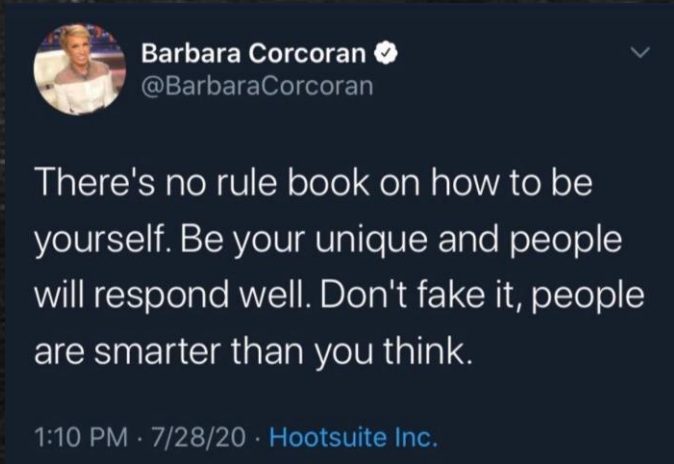 Barbara Corcoran
@BarbaraCorcoran
There's no rule book on how to be
yourself. Be your unique and people
will respond well. Don't fake it, people
are smarter than you think.
1:10 PM · 7/28/20 · Hootsuite Inc.